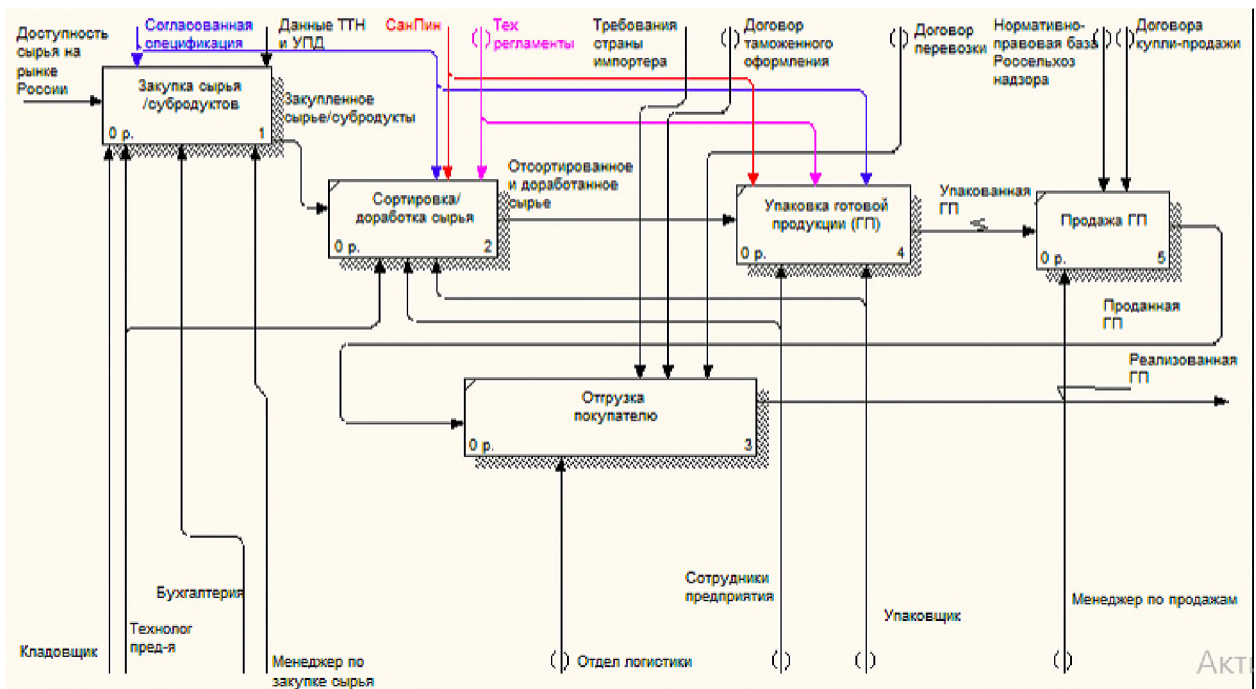 Доступность
сырья на
рынке
России
Согласованная
спецификация
Данные ТТН
и УПД
СанПин
Тех
регламенты
Требования
страны
импортера
Договор
таможенного
оформления
Договор
перевозки
Нормативно-
правовая база
Россельхоз
надзора
Договора
купли-продажи
Закупка сырья
/субродуктов
0 р. 1
Закупленное
сырье/субродукты
Сортировка/
доработка сырья
0 р. 2
Отсортированное
и доработанное
сырье
Упаковка готовой
продукции (ГП)
0 р. 4
Упакованная
ГП
Продажа ГП
0 р. 5
Проданная
ГП
Реализованная
ГП
Отгрузка
покупателю
0 р. 3
Кладовщик
Технолог
пред-я
Бухгалтерия
Менеджер по
закупке сырья
Отдел логистики
Сотрудники
предприятия
Упаковщик
Менеджер по продажам
Акт